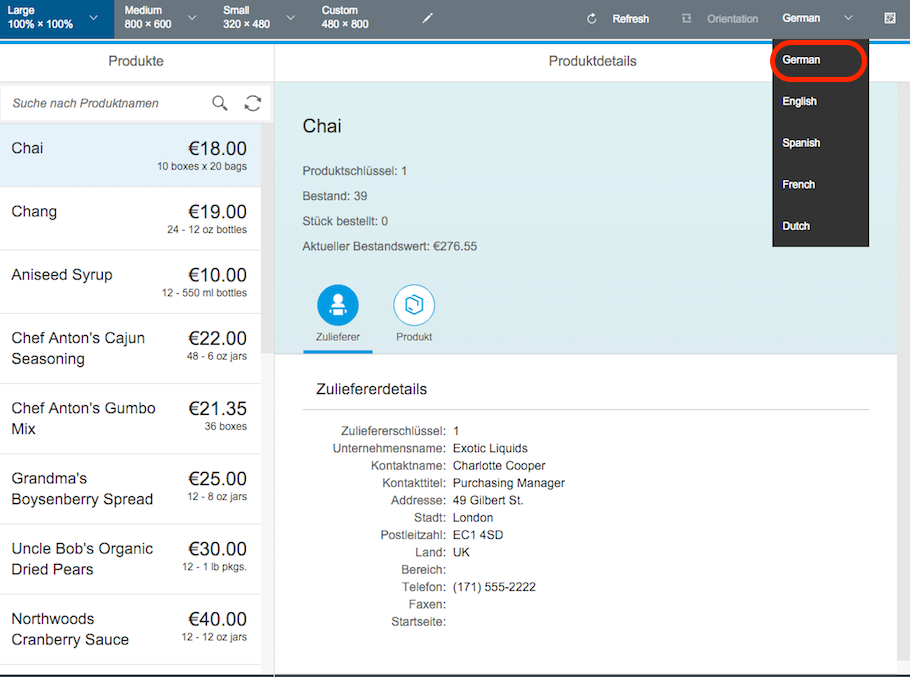 Large
100% × 100%
Medium
800 × 600
Small
320 × 480
Custom
480 × 800
Refresh
Orientation
German
German
English
Spanish
French
Dutch
Produkte
Produktdetails
Suche nach Produktnamen
Chai
€18.00
10 boxes x 20 bags
Chang
€19.00
24 - 12 oz bottles
Aniseed Syrup
€10.00
12 - 550 ml bottles
Chef Anton's Cajun
Seasoning
€22.00
48 - 6 oz jars
Chef Anton's Gumbo
Mix
€21.35
36 boxes
Grandma's
Boysenberry Spread
€25.00
12 - 8 oz jars
Uncle Bob's Organic
Dried Pears
€30.00
12 - 1 lb pkgs.
Northwoods
Cranberry Sauce
€40.00
12 - 12 oz jars
Chai
Produktschlüssel: 1
Bestand: 39
Stück bestellt: 0
Aktueller Bestandswert: €276.55
Zulieferer
Produkt
Zuliefererdetails
Zuliefererschlüssel: 1
Unternehmensname: Exotic Liquids
Kontaktname: Charlotte Cooper
Kontakttitel: Purchasing Manager
Addresse: 49 Gilbert St.
Stadt: London
Postleitzahl: EC1 4SD
Land: UK
Bereich:
Telefon: (171) 555-2222
Faxen:
Startseite: